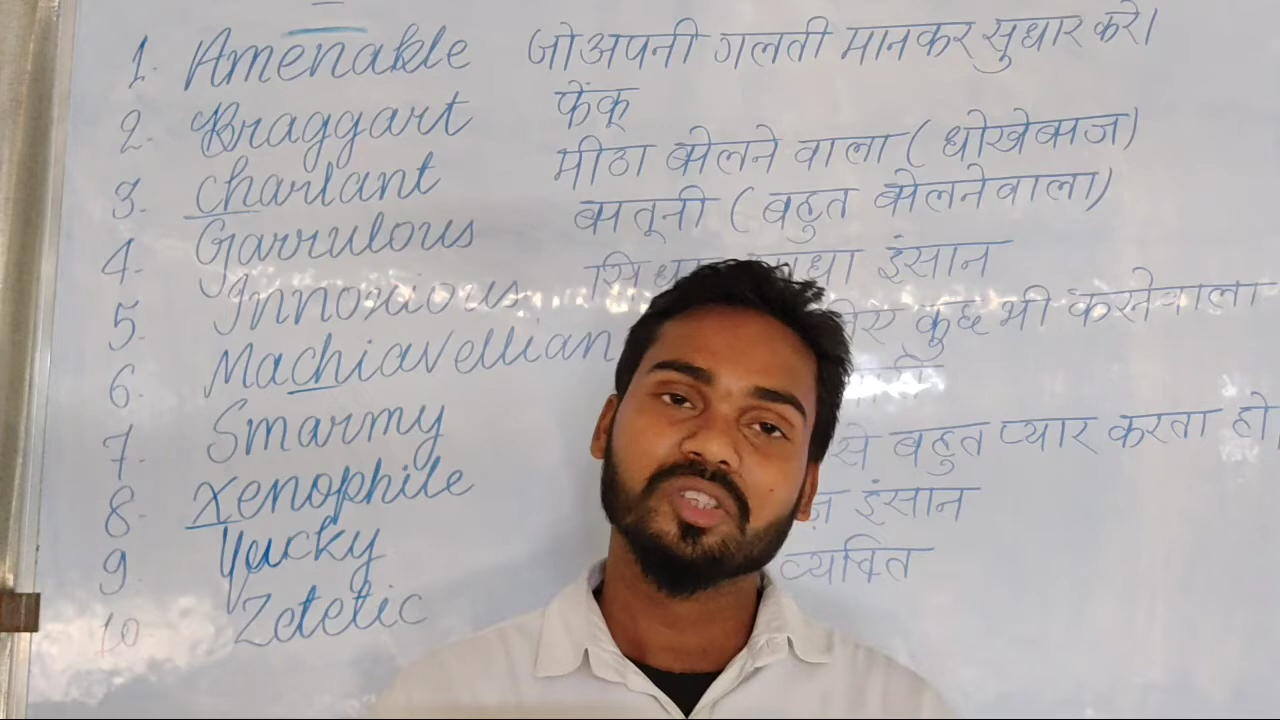 1. Amenable जो अपनी गलती मानकर सुधार करे।
2. Braggart फेंकू
3. Charlant मीठा बोलने वाला (धोखेबाज)
4. Garrulous बातूनी (बहुत बोलनेवाला)
5. Innoxious इंसान
6. Machiavellian कुछ भी करनेवाला
7. Smarmy
8. Xenophile से बहुत प्यार करता हो।
9. Yucky इंसान
10 Zetetic व्यक्ति